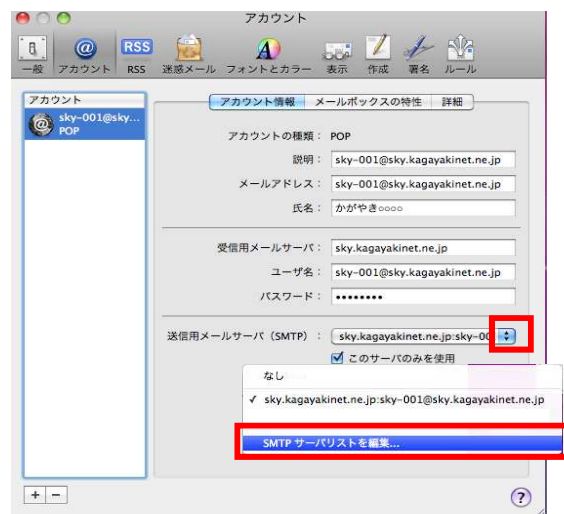 アカウント
一般 アカウント RSS 迷惑メール フォントとカラー 表示 作成 署名 ルール
RSS
アカウント
sky-001@sky...
POP
アカウント情報 メールボックスの特性 詳細
アカウントの種類： POP
説明： sky-001@sky.kagayakinet.ne.jp
メールアドレス： sky-001@sky.kagayakinet.ne.jp
氏名： かがやき○○○○
受信用メールサーバ： sky.kagayakinet.ne.jp
ユーザ名： sky-001@sky.kagayakinet.ne.jp
パスワード： ••••••••
送信用メールサーバ（SMTP）： sky.kagayakinet.ne.jp:sky-00
✓ このサーバのみを使用
なし
✓ sky.kagayakinet.ne.jp:sky-001@sky.kagayakinet.ne.jp
SMTP サーバリストを編集...
+ − ?